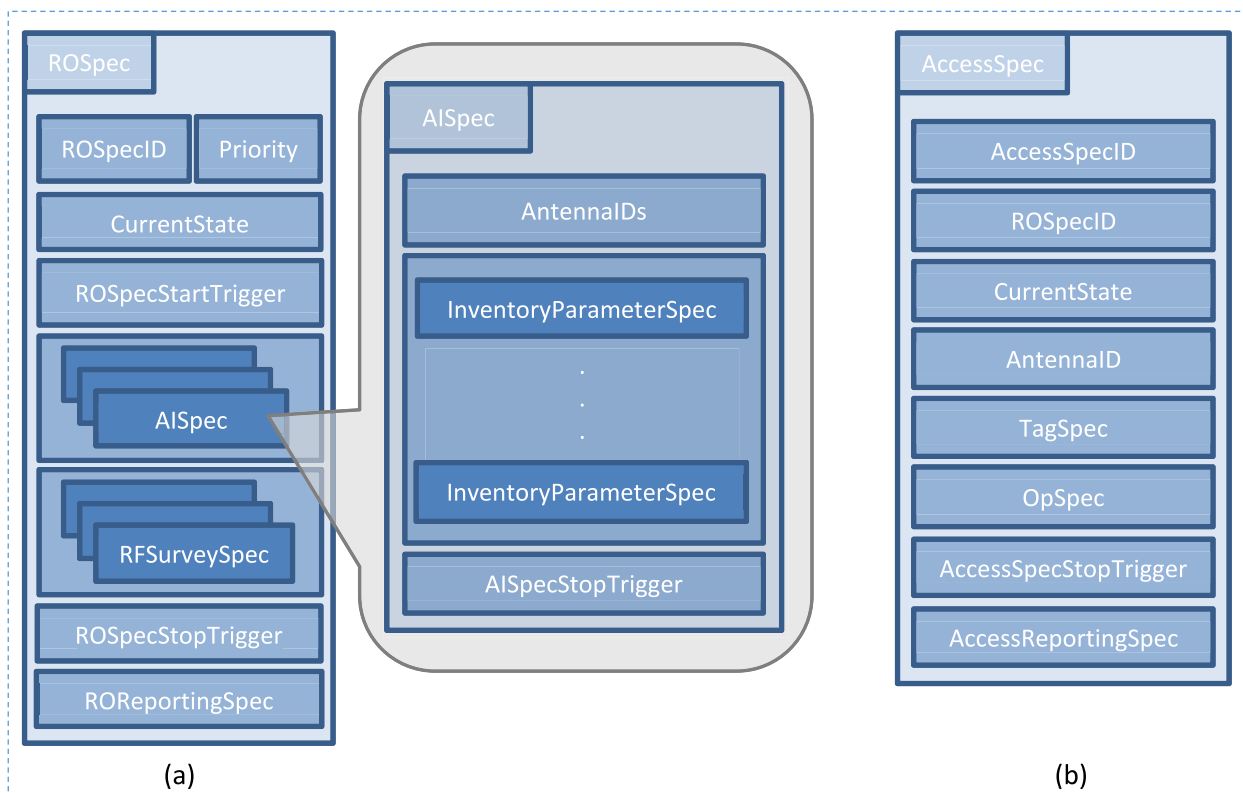 ROSpec
ROSpecID
Priority
CurrentState
ROSpecStartTrigger
AISpec
RFSurveySpec
ROSpecStopTrigger
ROReportingSpec
(a)
AISpec
AntennaIDs
InventoryParameterSpec
.
.
.
InventoryParameterSpec
AISpecStopTrigger
AccessSpec
AccessSpecID
ROSpecID
CurrentState
AntennaID
TagSpec
OpSpec
AccessSpecStopTrigger
AccessReportingSpec
(b)